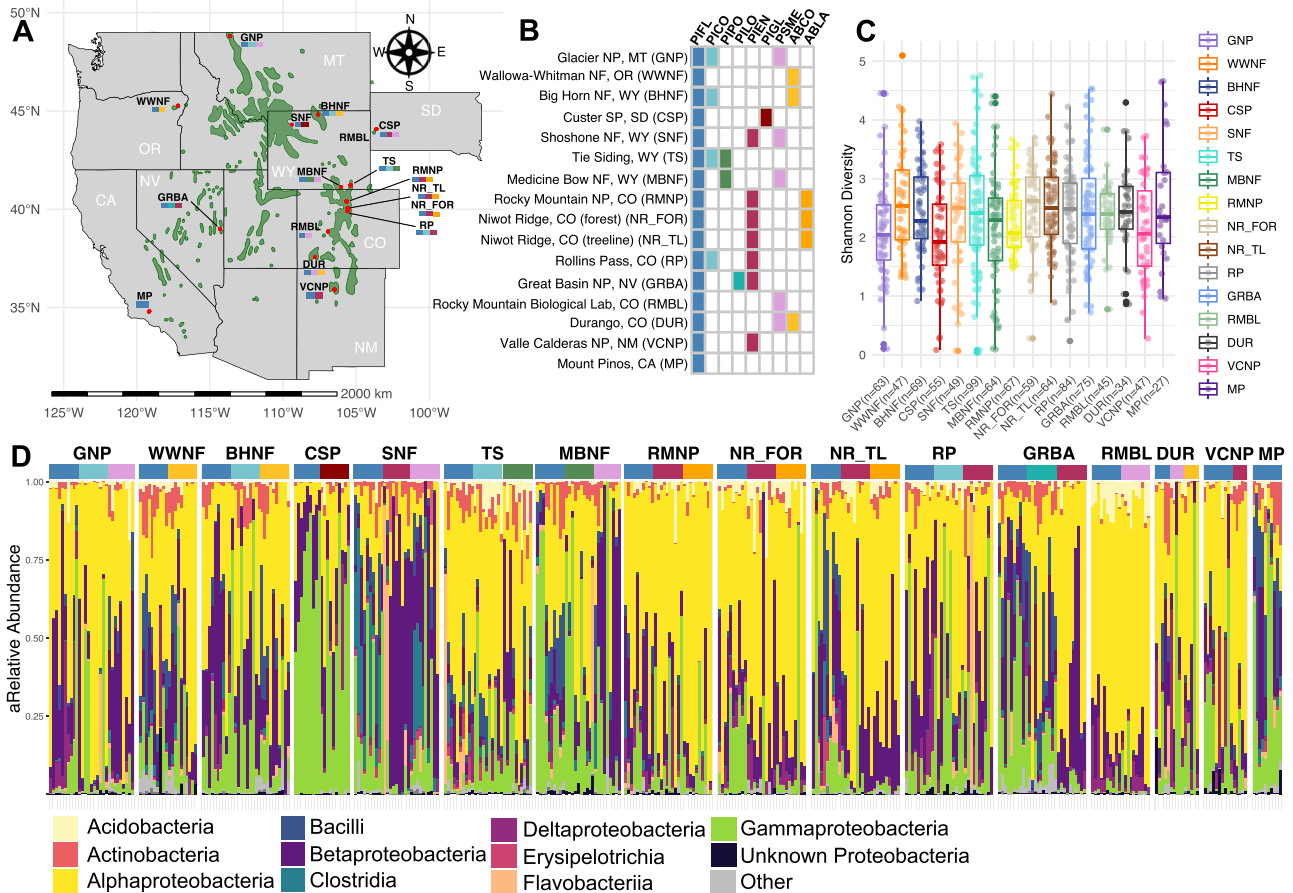 A
50°N
45°N
40°N
35°N
125°W
120°W
115°W
110°W
105°W
100°W
N
W
E
S
GNP
MT
WWNF
BHNF
SNF
CSP
SD
RMBL
OR
WY
TS
NV
MBNF
RMNP
NR_TL
CA
GRBA
NR_FOR
RMBL
RP
CO
DUR
VCNP
MP
NM
2000 km
B
PIFL
PICO
PIPO
PILO
PIEN
PIGL
PSME
ABCO
ABLA
Glacier NP, MT (GNP)
Wallowa-Whitman NF, OR (WWNF)
Big Horn NF, WY (BHNF)
Custer SP, SD (CSP)
Shoshone NF, WY (SNF)
Tie Siding, WY (TS)
Medicine Bow NF, WY (MBNF)
Rocky Mountain NP, CO (RMNP)
Niwot Ridge, CO (forest) (NR_FOR)
Niwot Ridge, CO (treeline) (NR_TL)
Rollins Pass, CO (RP)
Great Basin NP, NV (GRBA)
Rocky Mountain Biological Lab, CO (RMBL)
Durango, CO (DUR)
Valle Calderas NP, NM (VCNP)
Mount Pinos, CA (MP)
C
Shannon Diversity
5
4
3
2
1
0
GNP(n=63)
WWNF(n=47)
BHNF(n=69)
CSP(n=55)
SNF(n=49)
TS(n=99)
MBNF(n=64)
RMNP(n=67)
NR_FOR(n=59)
NR_TL(n=64)
RP(n=84)
GRBA(n=75)
RMBL(n=45)
DUR(n=34)
VCNP(n=47)
MP(n=27)
GNP
WWNF
BHNF
CSP
SNF
TS
MBNF
RMNP
NR_FOR
NR_TL
RP
GRBA
RMBL
DUR
VCNP
MP
D
GNP WWNF BHNF CSP SNF TS MBNF RMNP NR_FOR NR_TL RP GRBA RMBL DUR VCNP MP
aRelative Abundance
1.00
0.75
0.50
0.25
Acidobacteria
Actinobacteria
Alphaproteobacteria
Bacilli
Betaproteobacteria
Clostridia
Deltaproteobacteria
Erysipelotrichia
Flavobacteriia
Gammaproteobacteria
Unknown Proteobacteria
Other